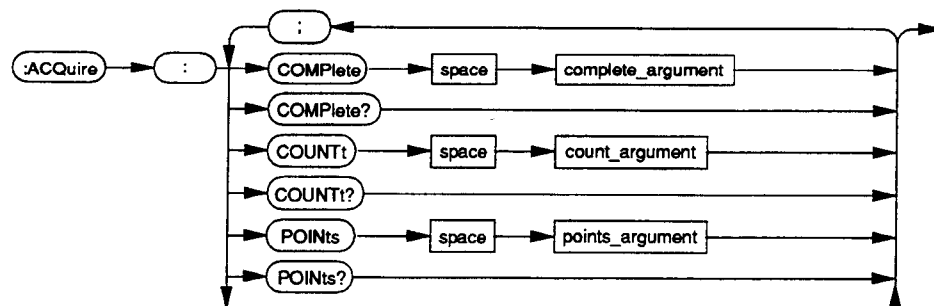 ;
:ACQuire : COMPlete space complete_argument
COMPlete?
COUNTt space count_argument
COUNTt?
POINts space points_argument
POINts?